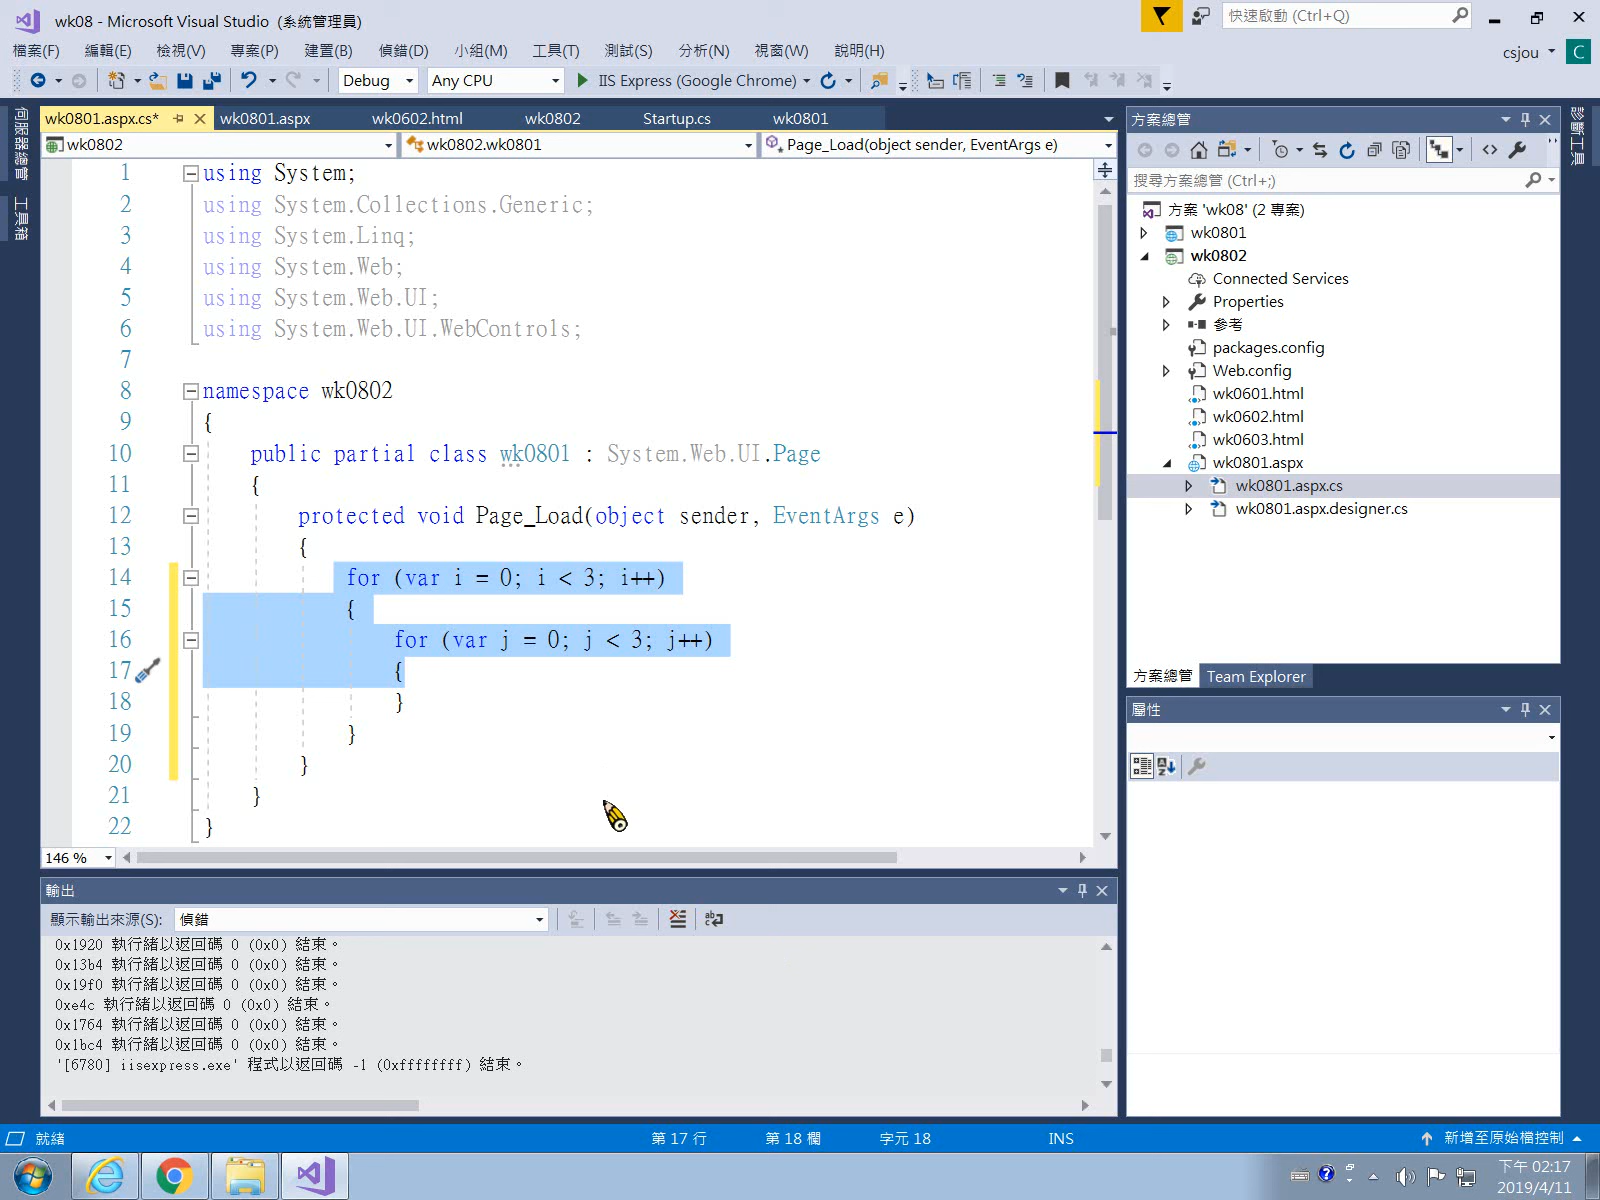 wk08 - Microsoft Visual Studio (系統管理員)
快速啟動 (Ctrl+Q)
檔案(F) 編輯(E) 檢視(V) 專案(P) 建置(B) 偵錯(D) 小組(M) 工具(T) 測試(S) 分析(N) 視窗(W) 說明(H)
csjou C
Debug Any CPU IIS Express (Google Chrome)
伺服器總管
工具箱
wk0801.aspx.cs* wk0801.aspx wk0602.html wk0802 Startup.cs wk0801
wk0802 wk0802.wk0801 Page_Load(object sender, EventArgs e)
1 using System;
2 using System.Collections.Generic;
3 using System.Linq;
4 using System.Web;
5 using System.Web.UI;
6 using System.Web.UI.WebControls;
7
8 namespace wk0802
9 {
10 public partial class wk0801 : System.Web.UI.Page
11 {
12 protected void Page_Load(object sender, EventArgs e)
13 {
14 for (var i = 0; i < 3; i++)
15 {
16 for (var j = 0; j < 3; j++)
17 {
18 }
19 }
20 }
21 }
22 }
146 %
輸出
顯示輸出來源(S): 偵錯
0x1920 執行緒以返回碼 0 (0x0) 結束。
0x13b4 執行緒以返回碼 0 (0x0) 結束。
0x19f0 執行緒以返回碼 0 (0x0) 結束。
0xe4c 執行緒以返回碼 0 (0x0) 結束。
0x1764 執行緒以返回碼 0 (0x0) 結束。
0x1bc4 執行緒以返回碼 0 (0x0) 結束。
'[6780] iisexpress.exe' 程式以返回碼 -1 (0xffffffff) 結束。
方案總管
搜尋方案總管 (Ctrl+;)
方案 'wk08' (2 專案)
wk0801
wk0802
Connected Services
Properties
參考
packages.config
Web.config
wk0601.html
wk0602.html
wk0603.html
wk0801.aspx
wk0801.aspx.cs
wk0801.aspx.designer.cs
方案總管 Team Explorer
屬性
診斷工具
就緒 第 17 行 第 18 欄 字元 18 INS 新增至原始檔控制
下午 02:17
2019/4/11